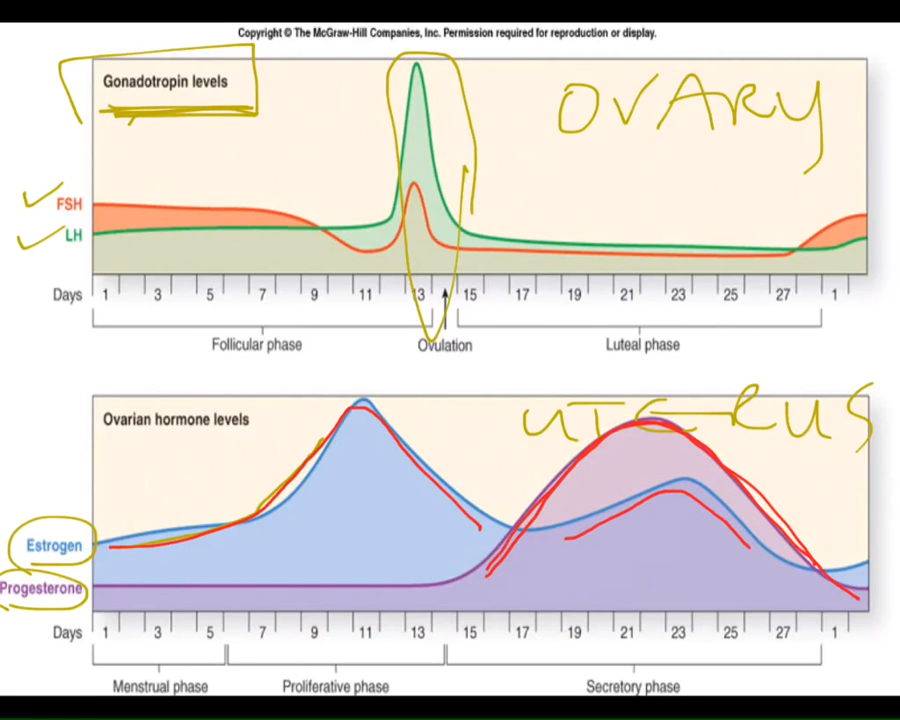 Copyright © The McGraw-Hill Companies, Inc. Permission required for reproduction or display.
Gonadotropin levels
OVARY
FSH
LH
Days 1 3 5 7 9 11 13 15 17 19 21 23 25 27 1
Follicular phase Ovulation Luteal phase
Ovarian hormone levels
UTERUS
Estrogen
Progesterone
Days 1 3 5 7 9 11 13 15 17 19 21 23 25 27 1
Menstrual phase Proliferative phase Secretory phase